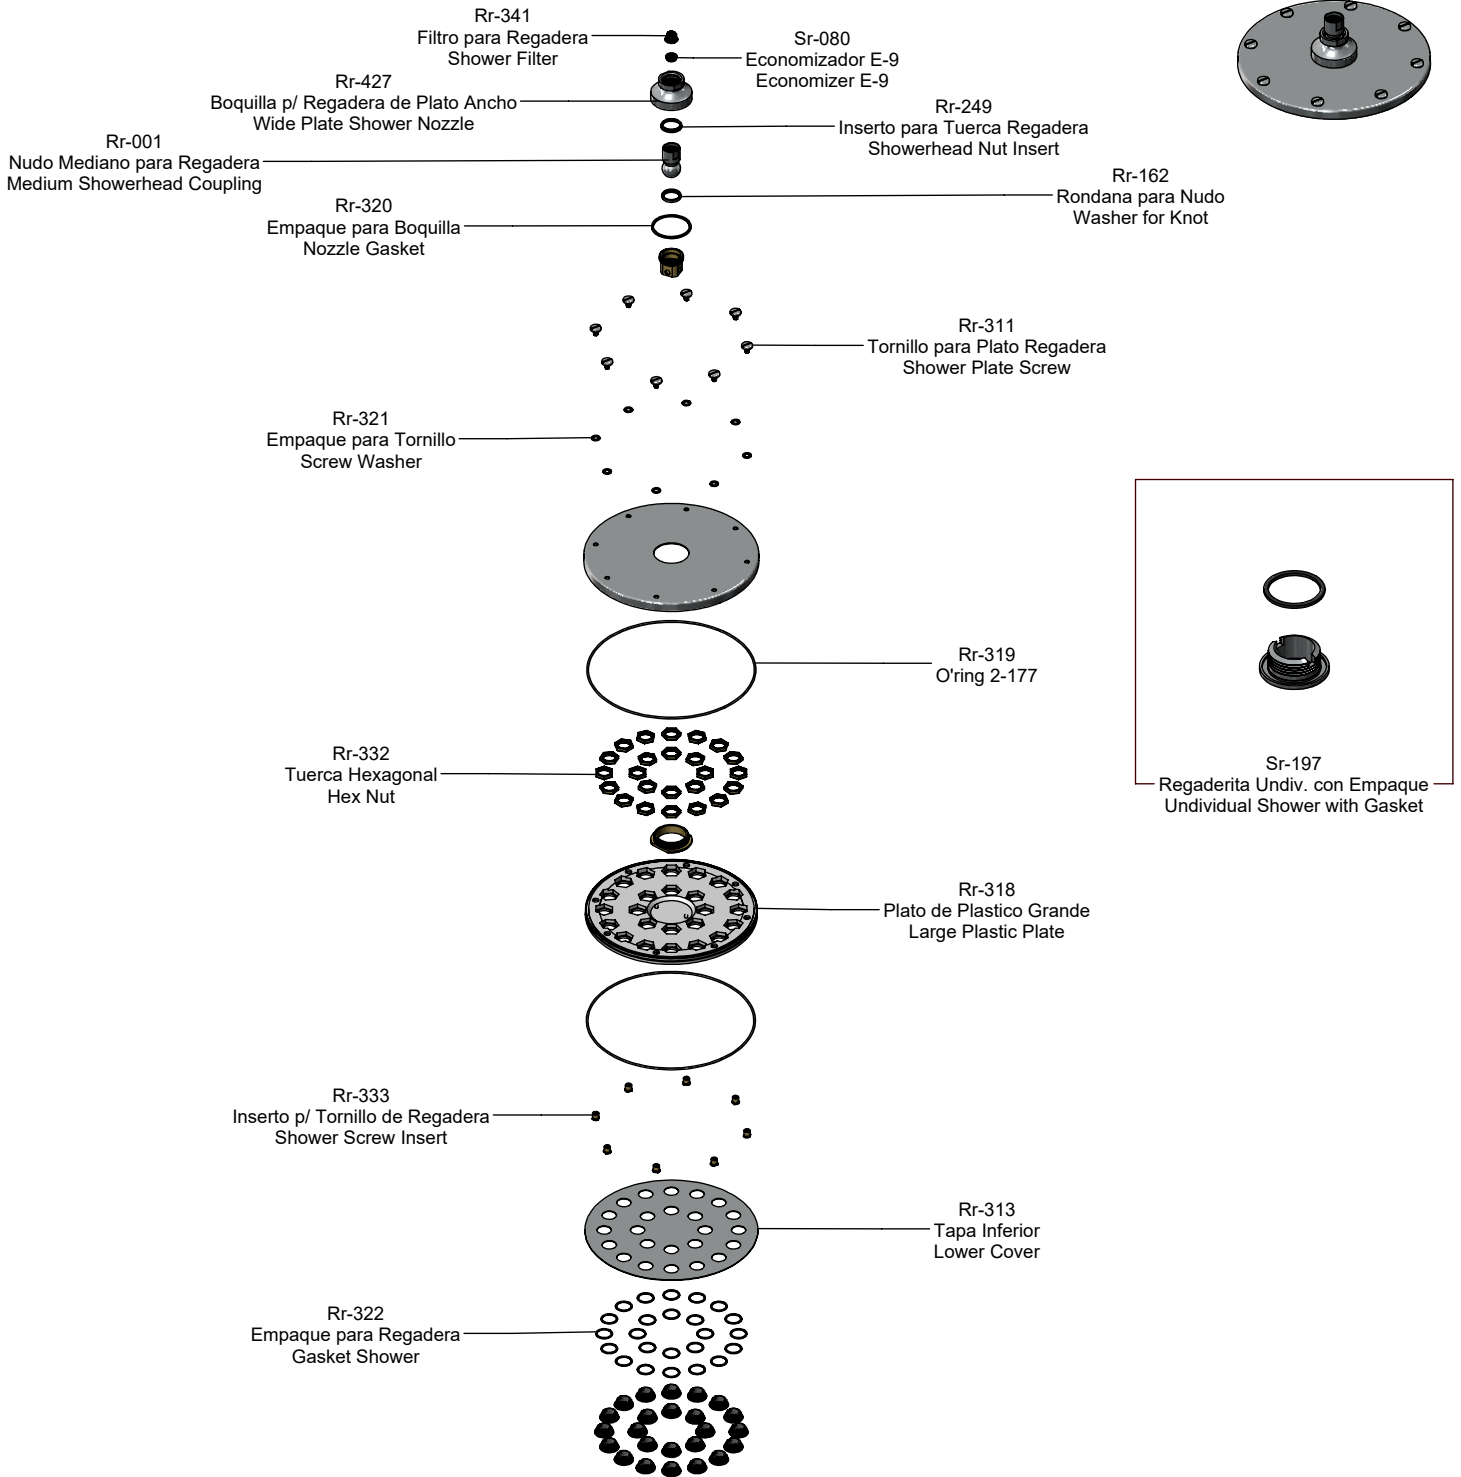 Rr-341
Filtro para Regadera
Shower Filter
Sr-080
Economizador E-9
Economizer E-9
Rr-427
Boquilla p/ Regadera de Plato Ancho
Wide Plate Shower Nozzle
Rr-249
Inserto para Tuerca Regadera
Showerhead Nut Insert
Rr-001
Nudo Mediano para Regadera
Medium Showerhead Coupling
Rr-162
Rondana para Nudo
Washer for Knot
Rr-320
Empaque para Boquilla
Nozzle Gasket
Rr-311
Tornillo para Plato Regadera
Shower Plate Screw
Rr-321
Empaque para Tornillo
Screw Washer
Rr-319
O'ring 2-177
Rr-332
Tuerca Hexagonal
Hex Nut
Sr-197
Regaderita Undiv. con Empaque
Undividual Shower with Gasket
Rr-318
Plato de Plastico Grande
Large Plastic Plate
Rr-333
Inserto p/ Tornillo de Regadera
Shower Screw Insert
Rr-313
Tapa Inferior
Lower Cover
Rr-322
Empaque para Regadera
Gasket Shower